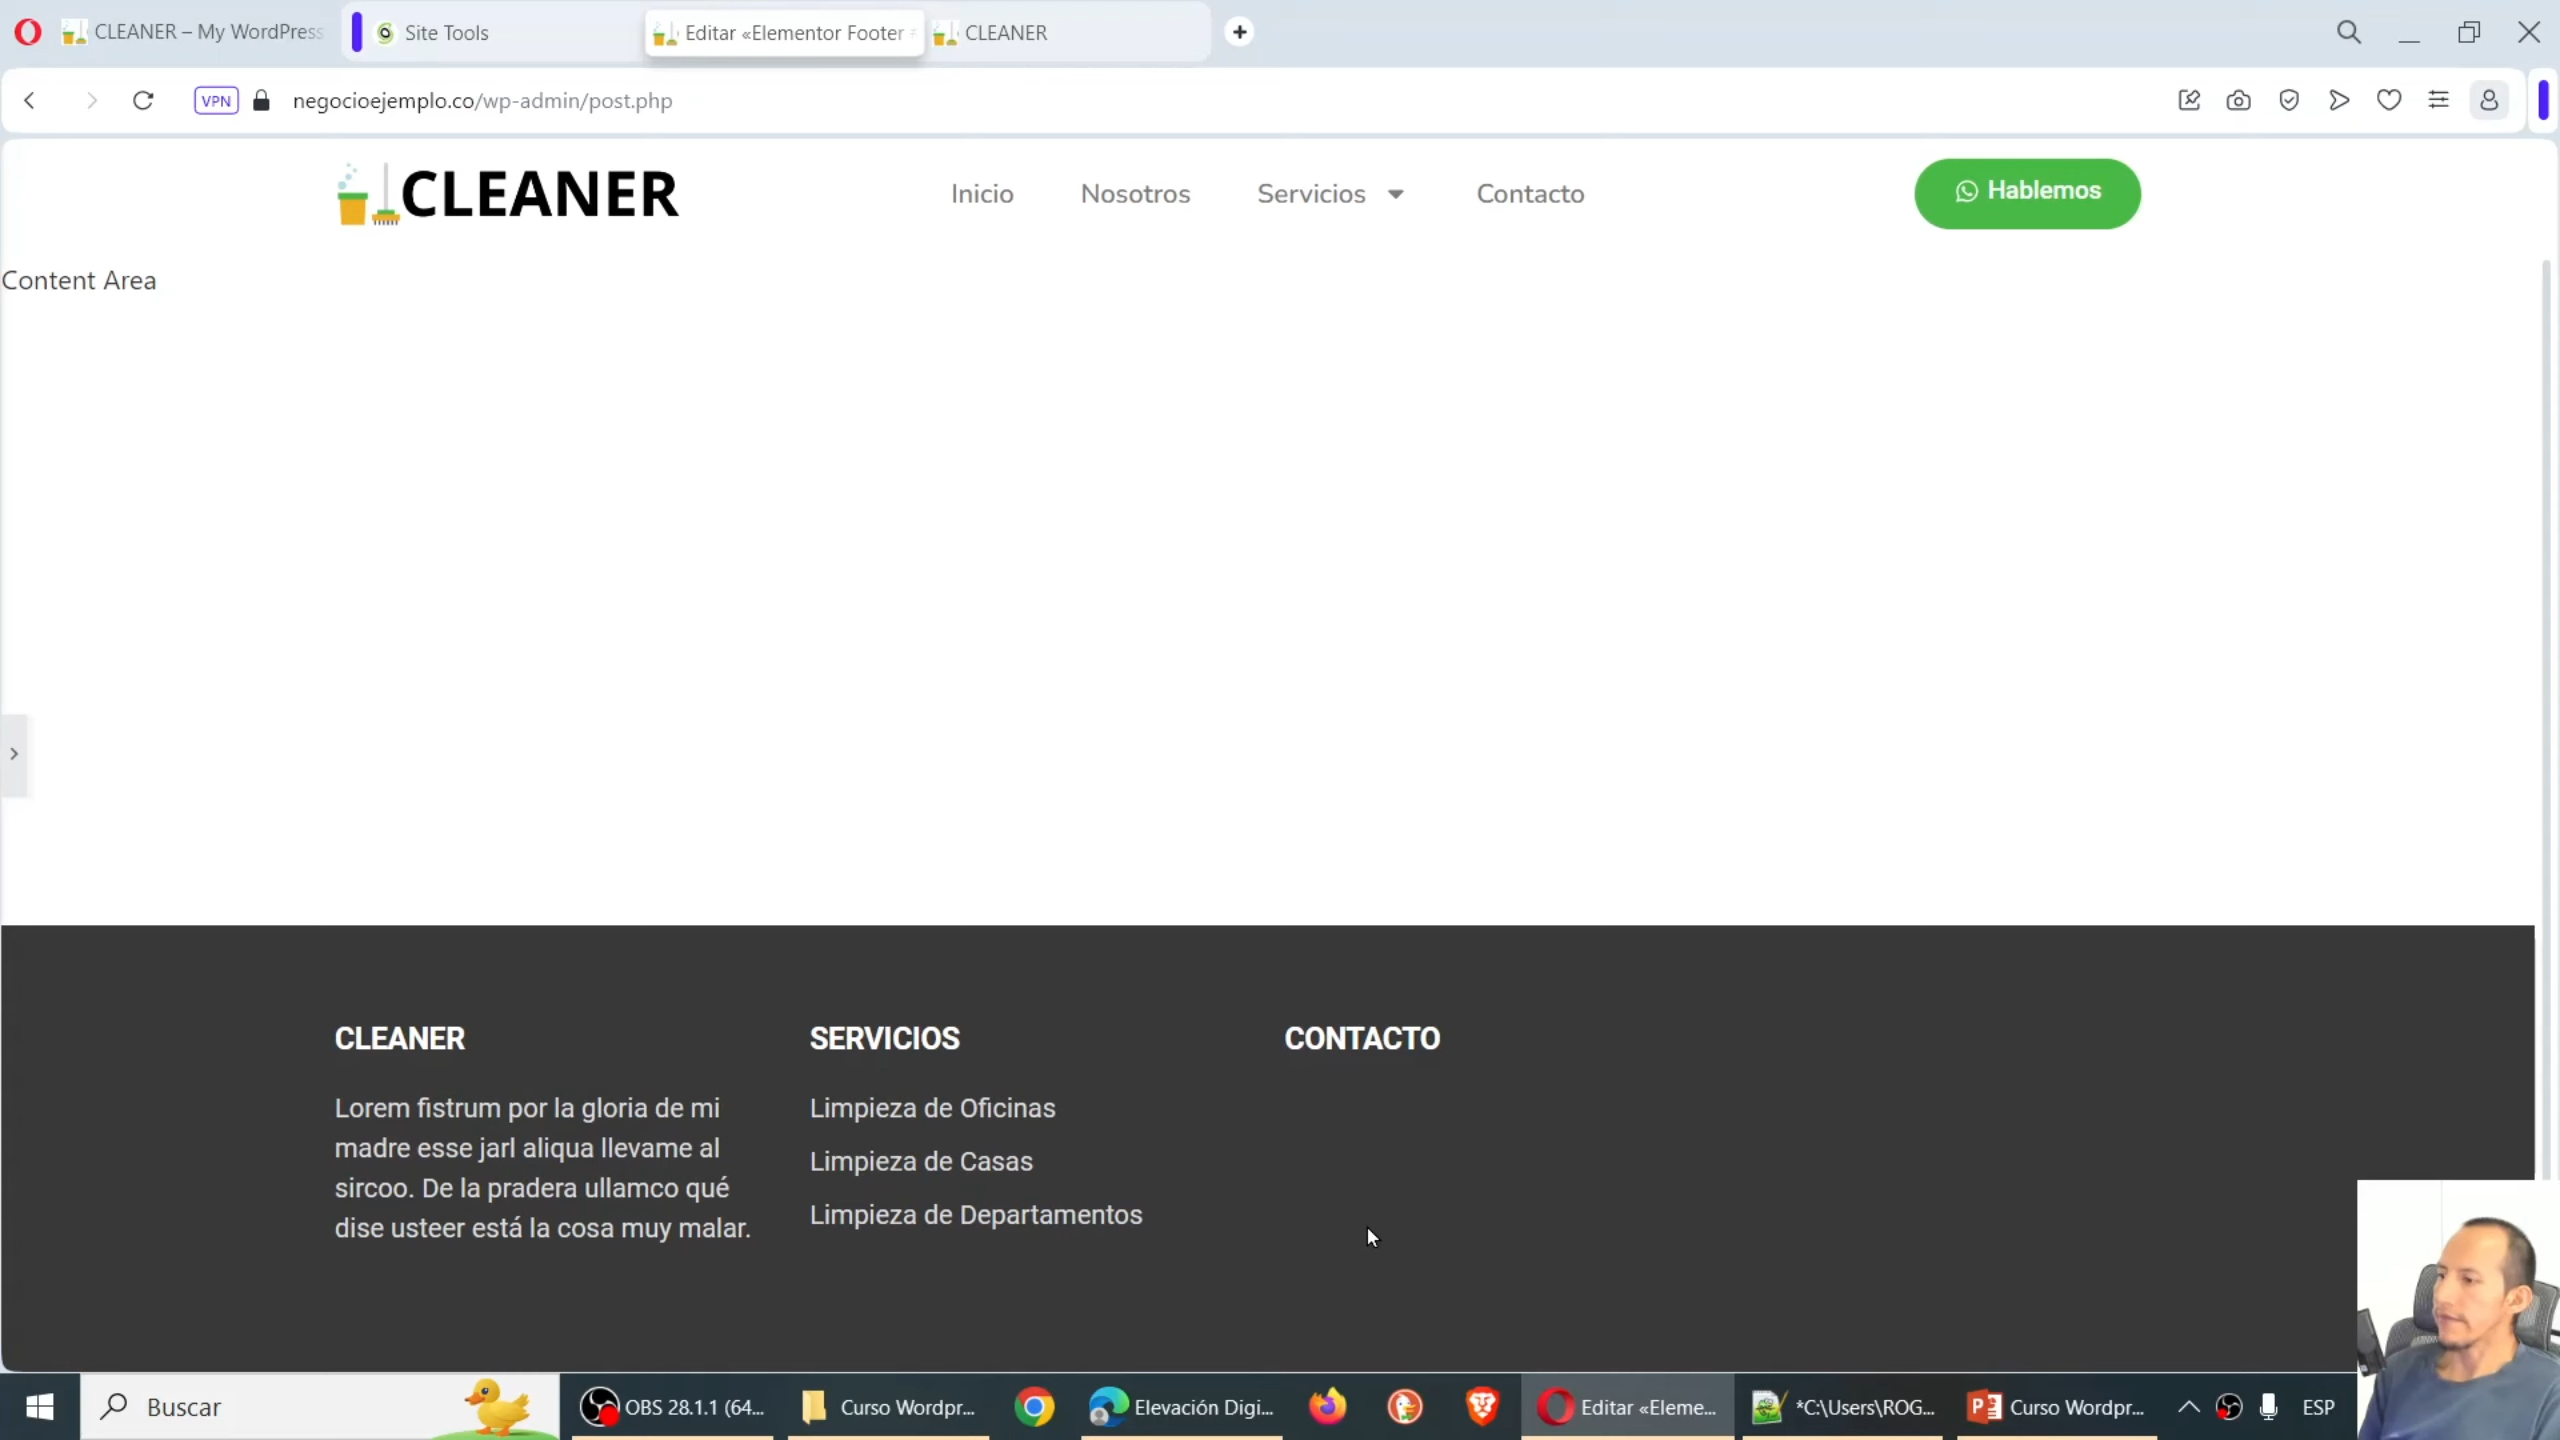 CLEANER – My WordPress
Site Tools
Editar «Elementor Footer
CLEANER
VPN
negocioejemplo.co/wp-admin/post.php
CLEANER
Inicio
Nosotros
Servicios
Contacto
Hablemos
Content Area
CLEANER
SERVICIOS
CONTACTO
Lorem fistrum por la gloria de mi
madre esse jarl aliqua llevame al
sircoo. De la pradera ullamco qué
dise usteer está la cosa muy malar.
Limpieza de Oficinas
Limpieza de Casas
Limpieza de Departamentos
Buscar
OBS 28.1.1 (64...
Curso Wordpr...
Elevación Digi...
Editar «Eleme...
*C:\Users\ROG...
Curso Wordpr...
ESP